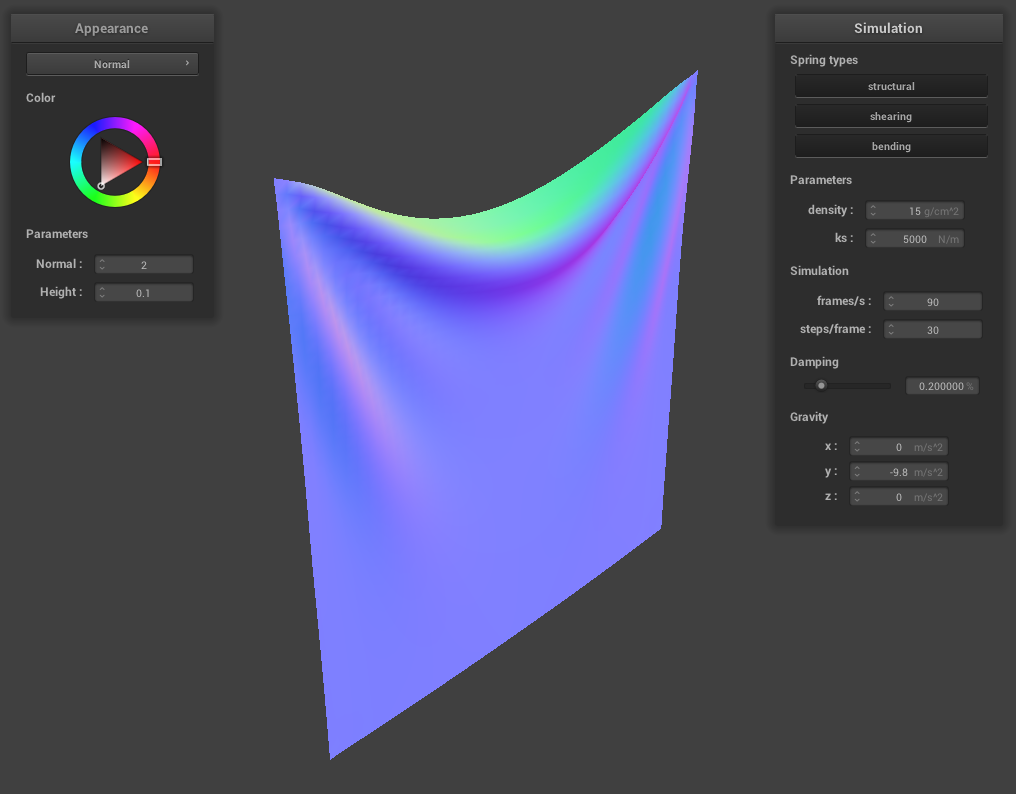 Appearance
Normal ›
Color
Parameters
Normal : 2
Height : 0.1
Simulation
Spring types
structural
shearing
bending
Parameters
density : 15 g/cm^2
ks : 5000 N/m
Simulation
frames/s : 90
steps/frame : 30
Damping
0.200000 %
Gravity
x : 0 m/s^2
y : -9.8 m/s^2
z : 0 m/s^2